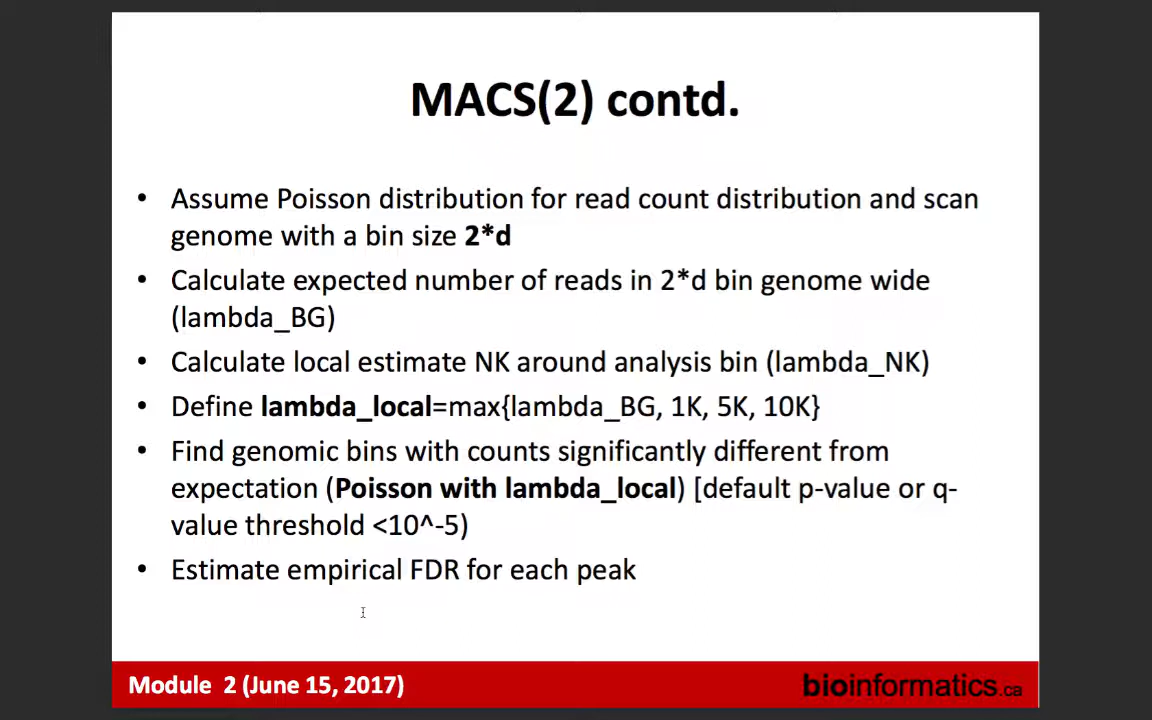 MACS(2) contd.
• Assume Poisson distribution for read count distribution and scan
genome with a bin size 2*d
• Calculate expected number of reads in 2*d bin genome wide
(lambda_BG)
• Calculate local estimate NK around analysis bin (lambda_NK)
• Define lambda_local=max{lambda_BG, 1K, 5K, 10K}
• Find genomic bins with counts significantly different from
expectation (Poisson with lambda_local) [default p-value or q-
value threshold <10^-5)
• Estimate empirical FDR for each peak
Module 2 (June 15, 2017)
bioinformatics.ca